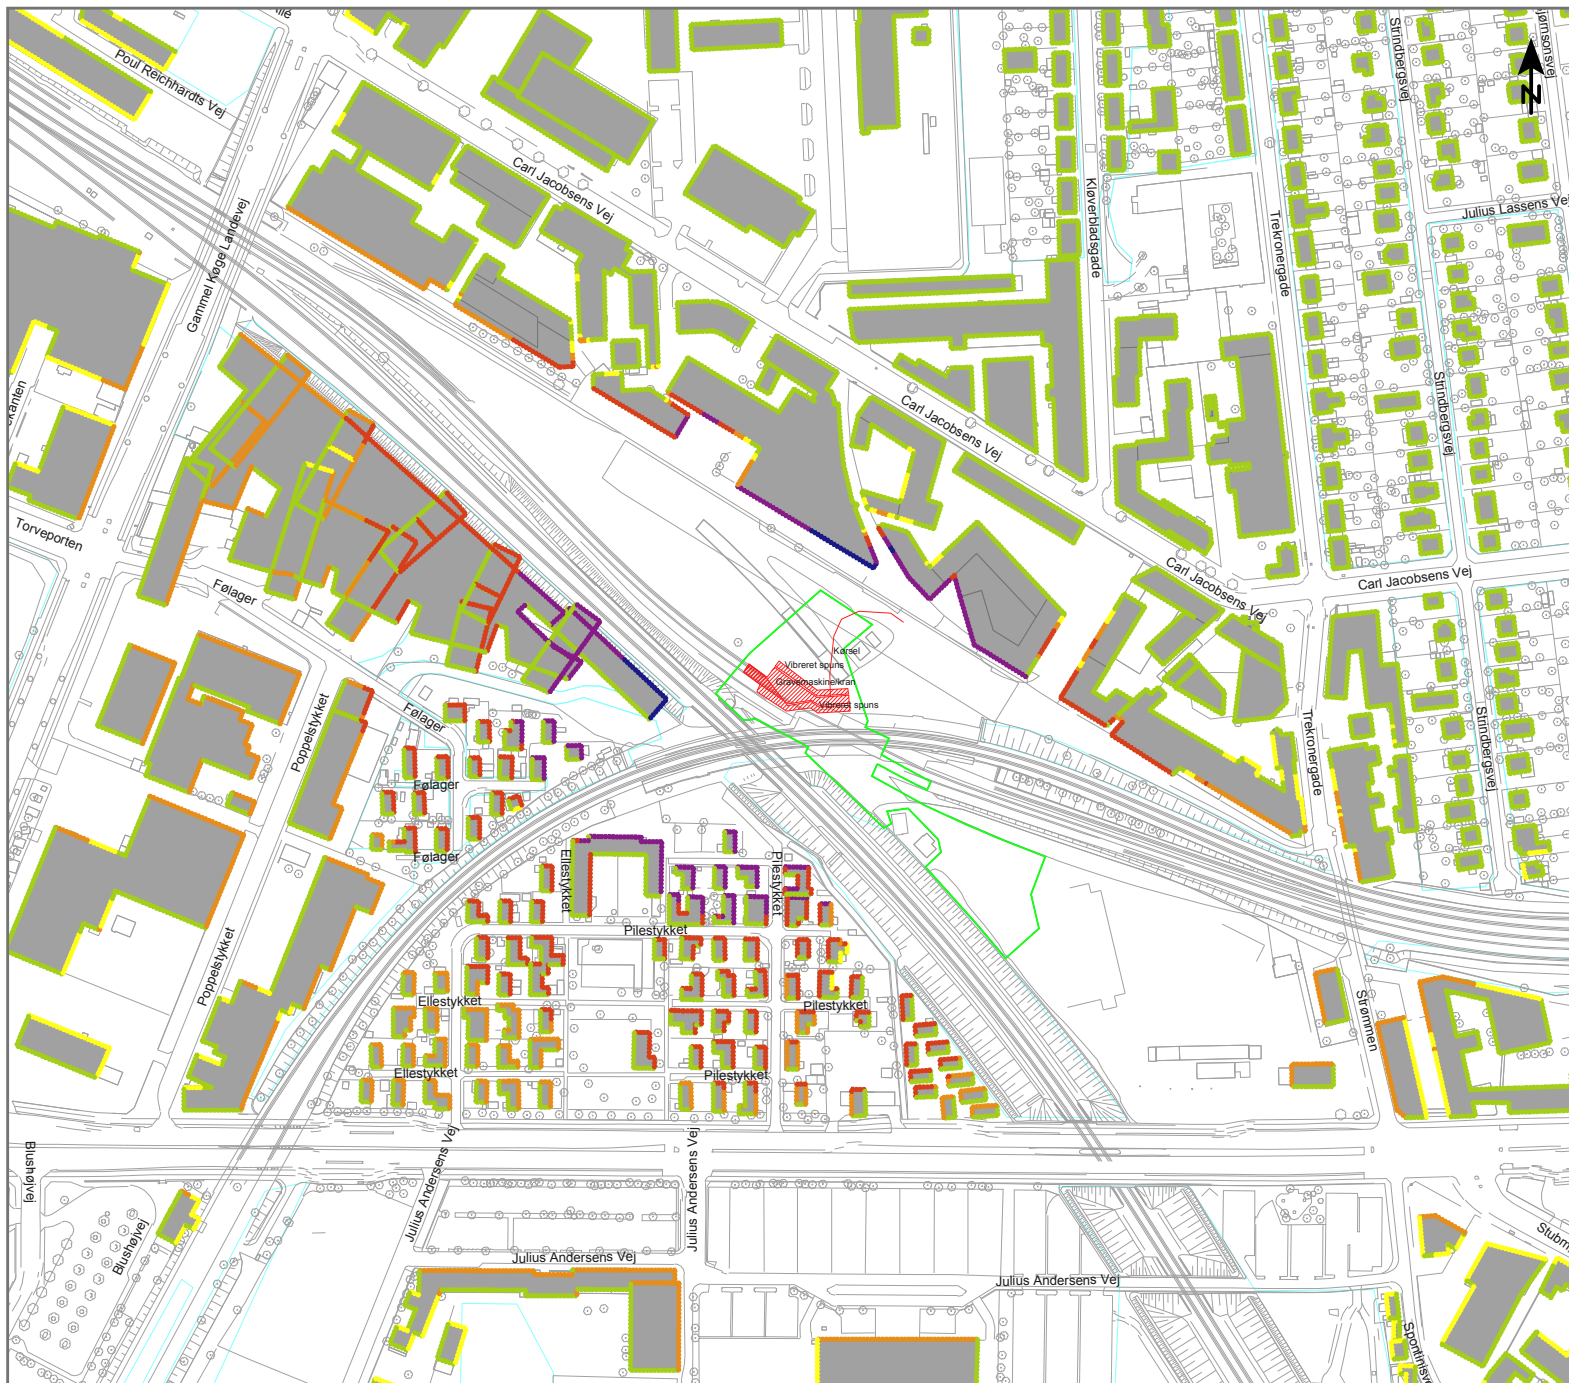 Poul Reichhardts Vej
Strindbergsvej
N
Carl Jacobsens Vej
Kløverbladsgade
Julius Lassens Vej
Trekronergade
Gammel Køge Landevej
Strindbergsvej
Carl Jacobsens Vej
Torveporten
Følager
Carl Jacobsens Vej
Carl Jacobsens Vej
Kørsel
Vibreret spuns
Gravemaskine/kran
Vibreret spuns
Poppelstykket
Følager
Trekronergade
Strindbergsvej
Følager
Følager
Ellestykket
Pilestykket
Pilestykket
Poppelstykket
Ellestykket
Pilestykket
Strømmen
Ellestykket
Pilestykket
Blushøjvej
Julius Andersens Vej
Julius Andersens Vej
Blushøjvej
Julius Andersens Vej
Julius Andersens Vej